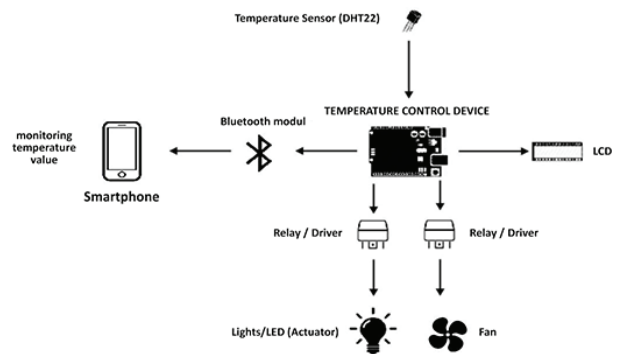 Temperature Sensor (DHT22)
TEMPERATURE CONTROL DEVICE
Bluetooth modul
monitoring
temperature
value
LCD
Smartphone
Relay / Driver
Relay / Driver
Lights/LED (Actuator)
Fan